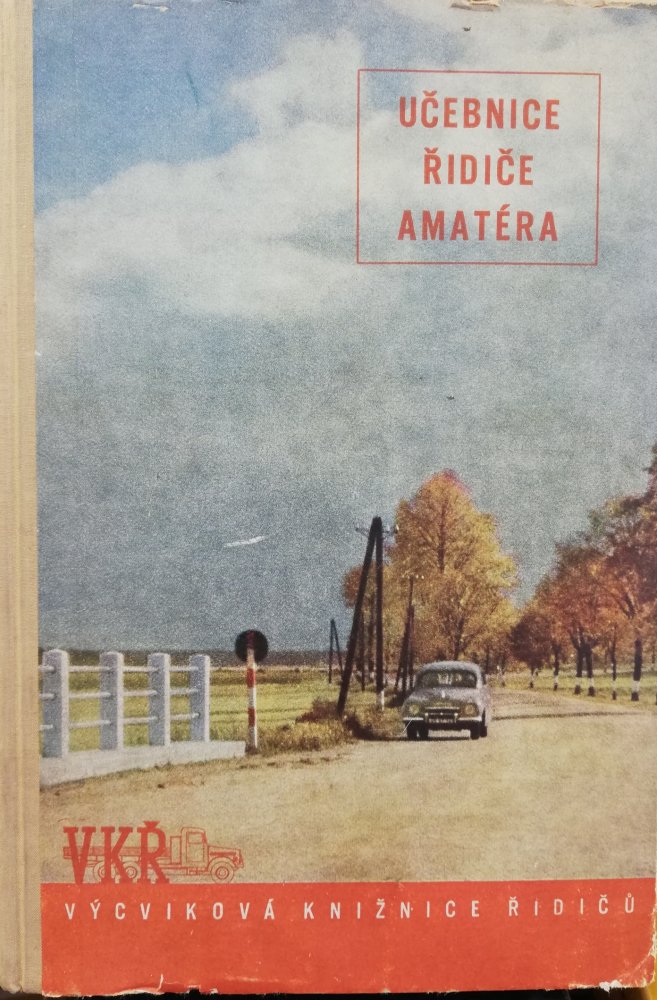 UČEBNICE
ŘIDIČE
AMATÉRA
VKŘ
VÝCVIKOVÁ KNIŽNICE ŘIDIČŮ